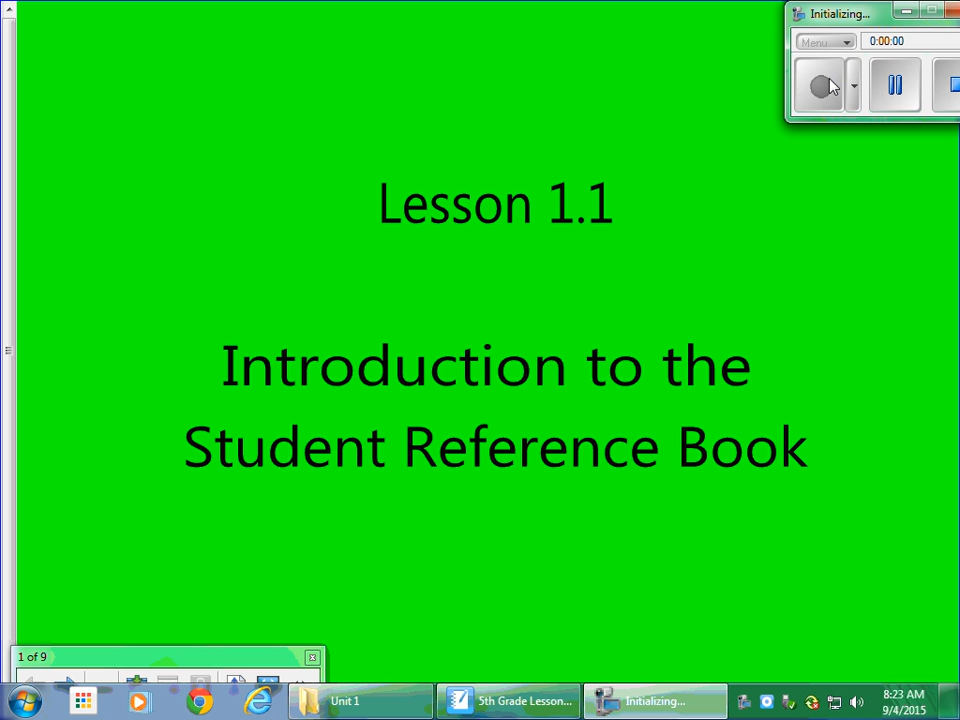 Initializing...
Menu
0:00:00
Lesson 1.1
Introduction to the
Student Reference Book
1 of 9
Unit 1
5th Grade Lesson...
Initializing...
8:23 AM
9/4/2015